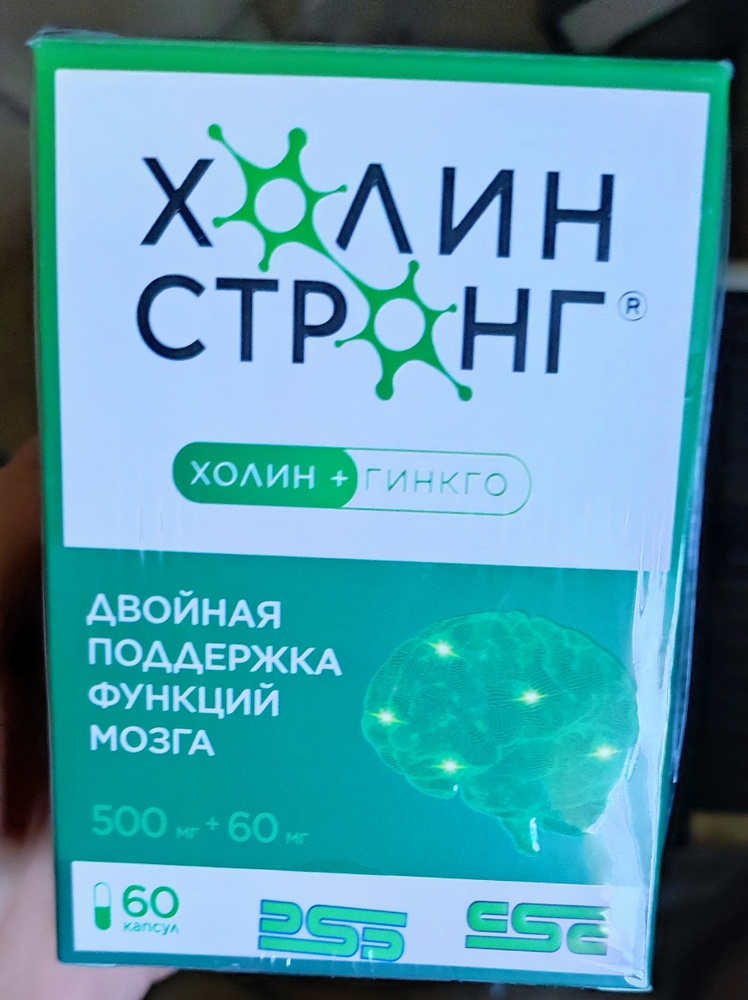 ХОЛИН
СТРОНГ®
ХОЛИН + ГИНКГО
ДВОЙНАЯ
ПОДДЕРЖКА
ФУНКЦИЙ
МОЗГА
500 мг + 60 мг
60
капсул